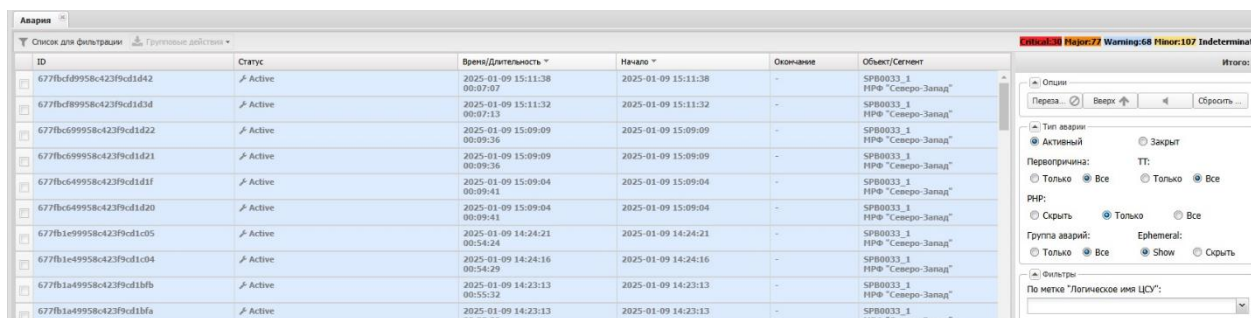 Авария
Список для фильтрации Групповые действия
Critical:30 Major:77 Warning:68 Minor:107 Indeterminat
Итого:
ID Статус Время/Длительность Начало Окончание Объект/Сегмент
677fbcfd9958c423f9cd1d42 Active 2025-01-09 15:11:38 2025-01-09 15:11:38 - SPB0033_1
00:07:07 МРФ "Северо-Запад"
677fbcf89958c423f9cd1d3d Active 2025-01-09 15:11:32 2025-01-09 15:11:32 - SPB0033_1
00:07:13 МРФ "Северо-Запад"
677fbc699958c423f9cd1d22 Active 2025-01-09 15:09:09 2025-01-09 15:09:09 - SPB0033_1
00:09:36 МРФ "Северо-Запад"
677fbc699958c423f9cd1d21 Active 2025-01-09 15:09:09 2025-01-09 15:09:09 - SPB0033_1
00:09:36 МРФ "Северо-Запад"
677fbc649958c423f9cd1d1f Active 2025-01-09 15:09:04 2025-01-09 15:09:04 - SPB0033_1
00:09:41 МРФ "Северо-Запад"
677fbc649958c423f9cd1d20 Active 2025-01-09 15:09:04 2025-01-09 15:09:04 - SPB0033_1
00:09:41 МРФ "Северо-Запад"
677fb1e99958c423f9cd1c05 Active 2025-01-09 14:24:21 2025-01-09 14:24:21 - SPB0033_1
00:54:24 МРФ "Северо-Запад"
677fb1e49958c423f9cd1c04 Active 2025-01-09 14:24:16 2025-01-09 14:24:16 - SPB0033_1
00:54:29 МРФ "Северо-Запад"
677fb1a49958c423f9cd1bfb Active 2025-01-09 14:23:13 2025-01-09 14:23:13 - SPB0033_1
00:55:32 МРФ "Северо-Запад"
677fb1a49958c423f9cd1bfa Active 2025-01-09 14:23:13 2025-01-09 14:23:13 - SPB0033_1
Опции
Переза... Вверх Сбросить ...
Тип аварии
Активный Закрыт
Первопричина: ТТ:
Только Все Только Все
РНР:
Скрыть Только Все
Группа аварий: Ephemeral:
Только Все Show Скрыть
Фильтры
По метке "Логическое имя ЦСУ":